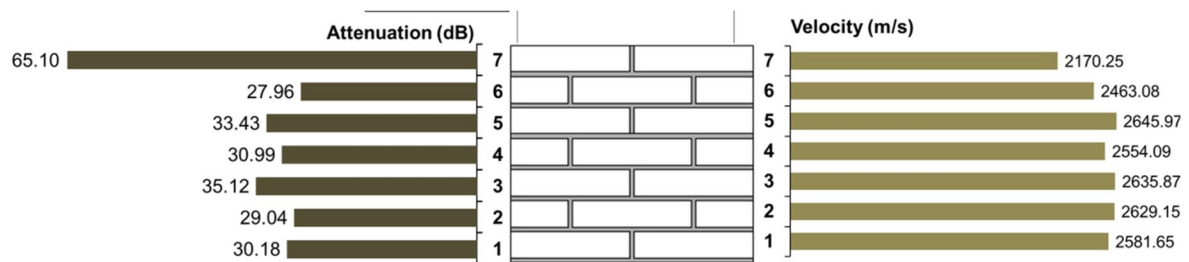 Attenuation (dB) Velocity (m/s)
65.10 7 7 2170.25
27.96 6 6 2463.08
33.43 5 5 2645.97
30.99 4 4 2554.09
35.12 3 3 2635.87
29.04 2 2 2629.15
30.18 1 1 2581.65